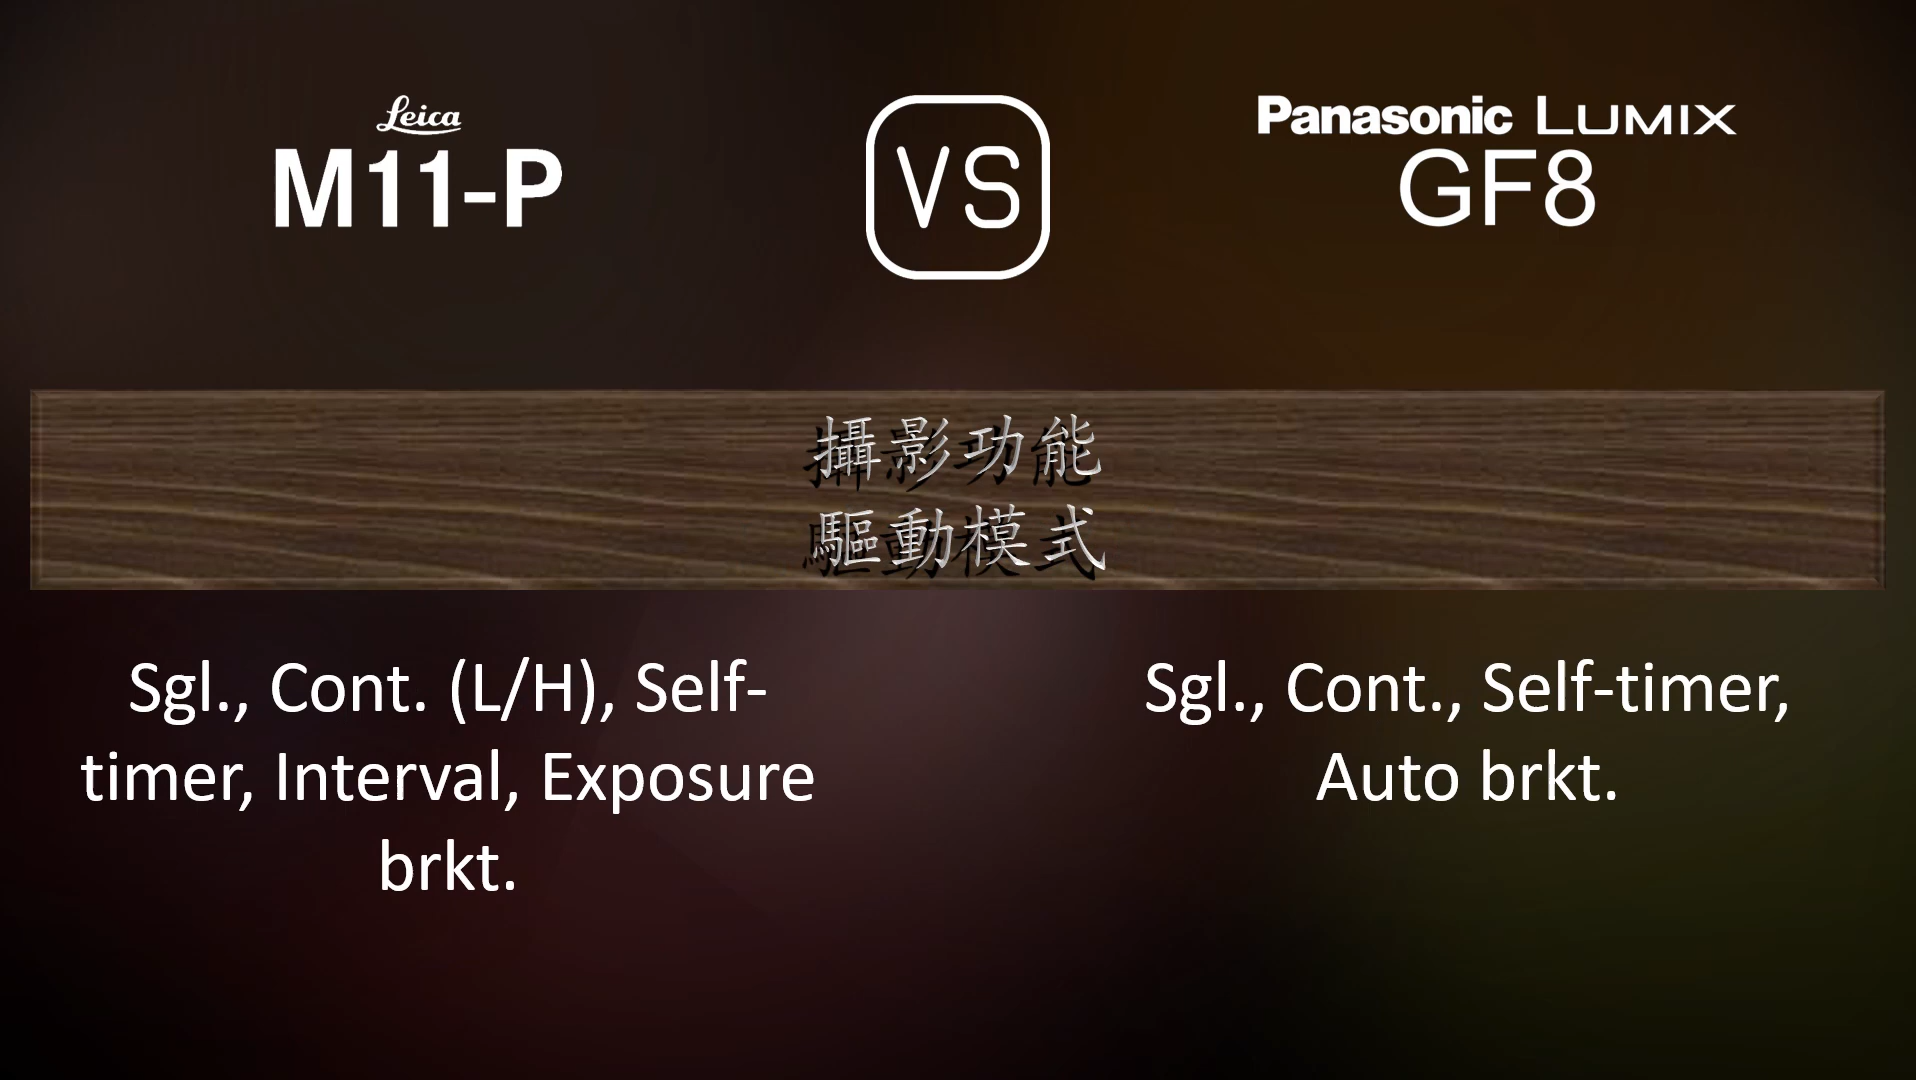 Leica
M11-P
VS
Panasonic LUMIX
GF8
攝影功能
驅動模式
Sgl., Cont. (L/H), Self-
timer, Interval, Exposure
brkt.
Sgl., Cont., Self-timer,
Auto brkt.